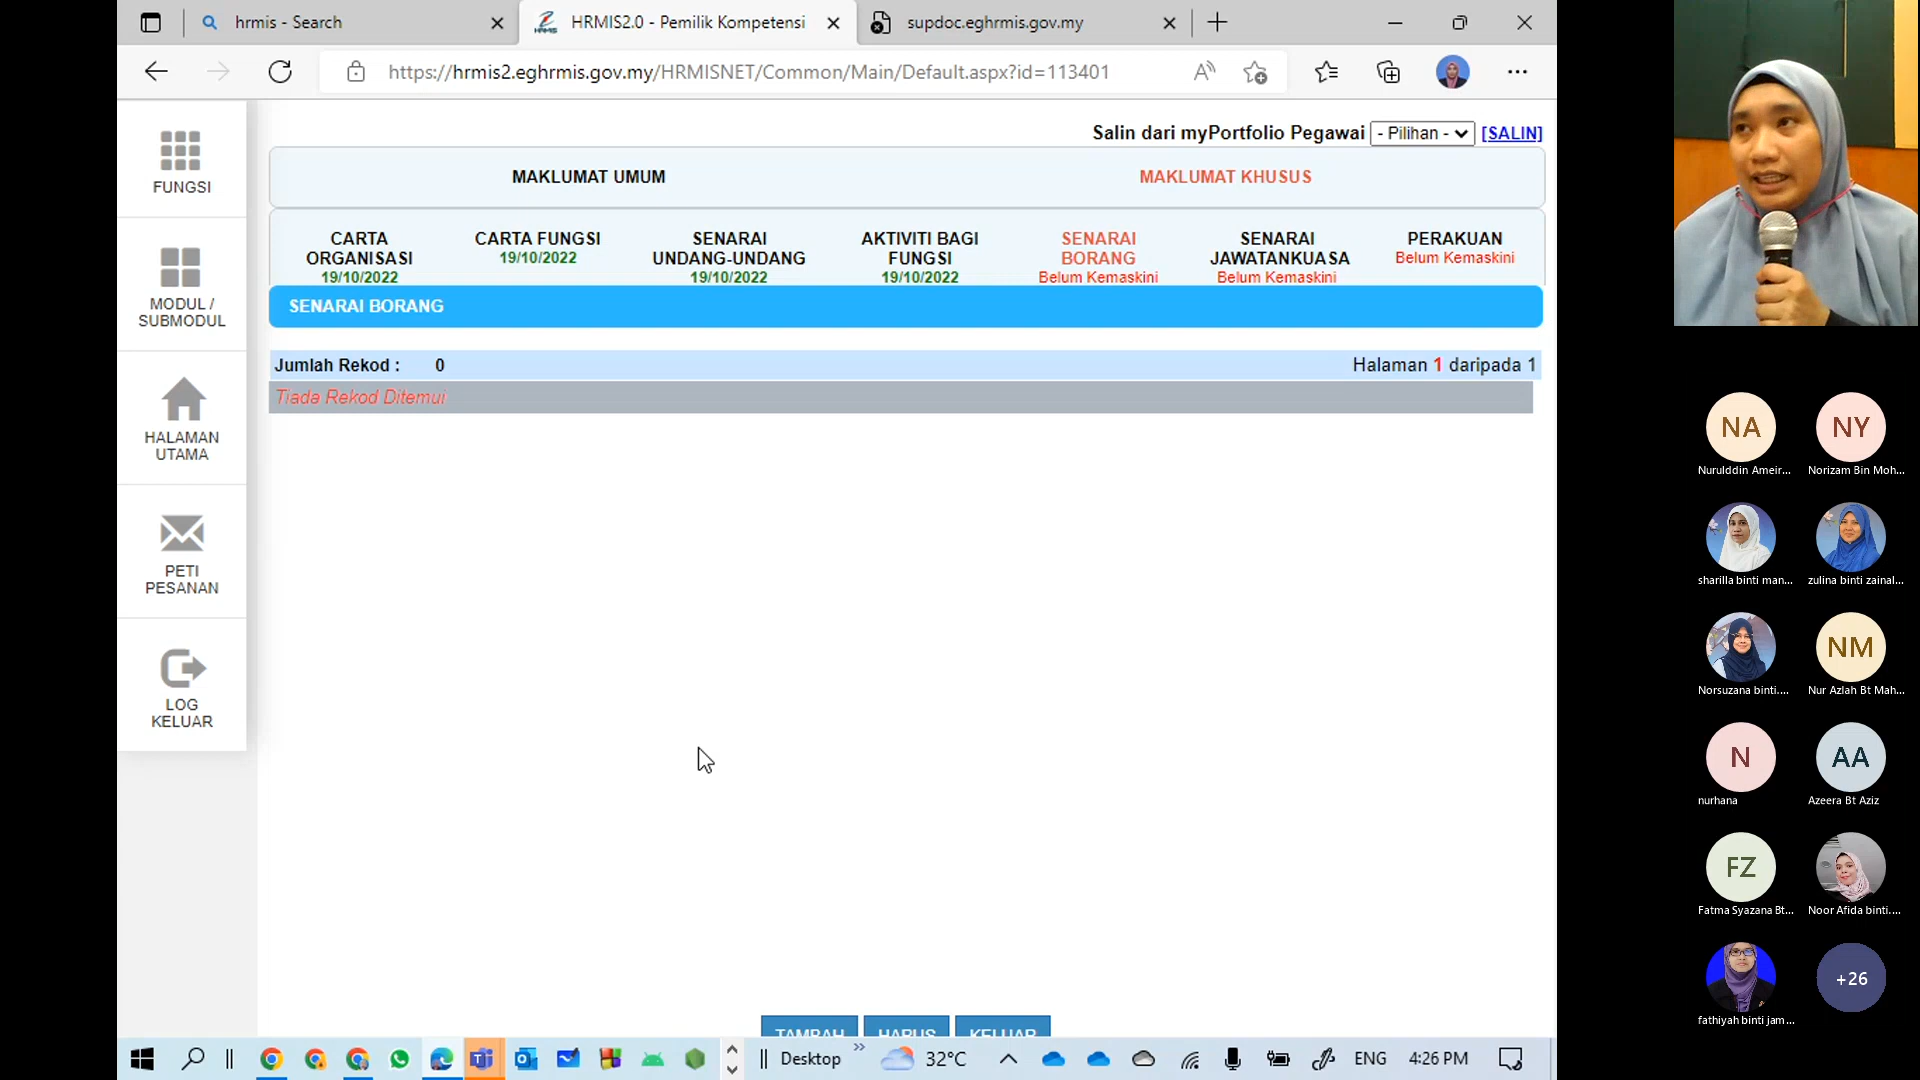 hrmis - Search
HRMIS2.0 - Pemilik Kompetensi
supdoc.eghrmis.gov.my
https://hrmis2.eghrmis.gov.my/HRMISNET/Common/Main/Default.aspx?id=113401
FUNGSI
MODUL /
SUBMODUL
HALAMAN
UTAMA
PETI
PESANAN
LOG
KELUAR
Salin dari myPortfolio Pegawai - Pilihan - [SALIN]
MAKLUMAT UMUM
MAKLUMAT KHUSUS
CARTA
ORGANISASI
19/10/2022
CARTA FUNGSI
19/10/2022
SENARAI
UNDANG-UNDANG
19/10/2022
AKTIVITI BAGI
FUNGSI
19/10/2022
SENARAI
BORANG
Belum Kemaskini
SENARAI
JAWATANKUASA
Belum Kemaskini
PERAKUAN
Belum Kemaskini
SENARAI BORANG
Jumlah Rekod : 0
Halaman 1 daripada 1
Tiada Rekod Ditemui
TAMBAH
HAPUS
KELUAR
Desktop
32°C
ENG
4:26 PM
NA
Nurulddin Ameir...
NY
Norizam Bin Moh...
sharilla binti man...
zulina binti zainal...
Norsuzana binti....
NM
Nur Azlah Bt Mah...
N
nurhana
AA
Azeera Bt Aziz
FZ
Fatma Syazana Bt...
Noor Afida binti....
fathiyah binti jam...
+26